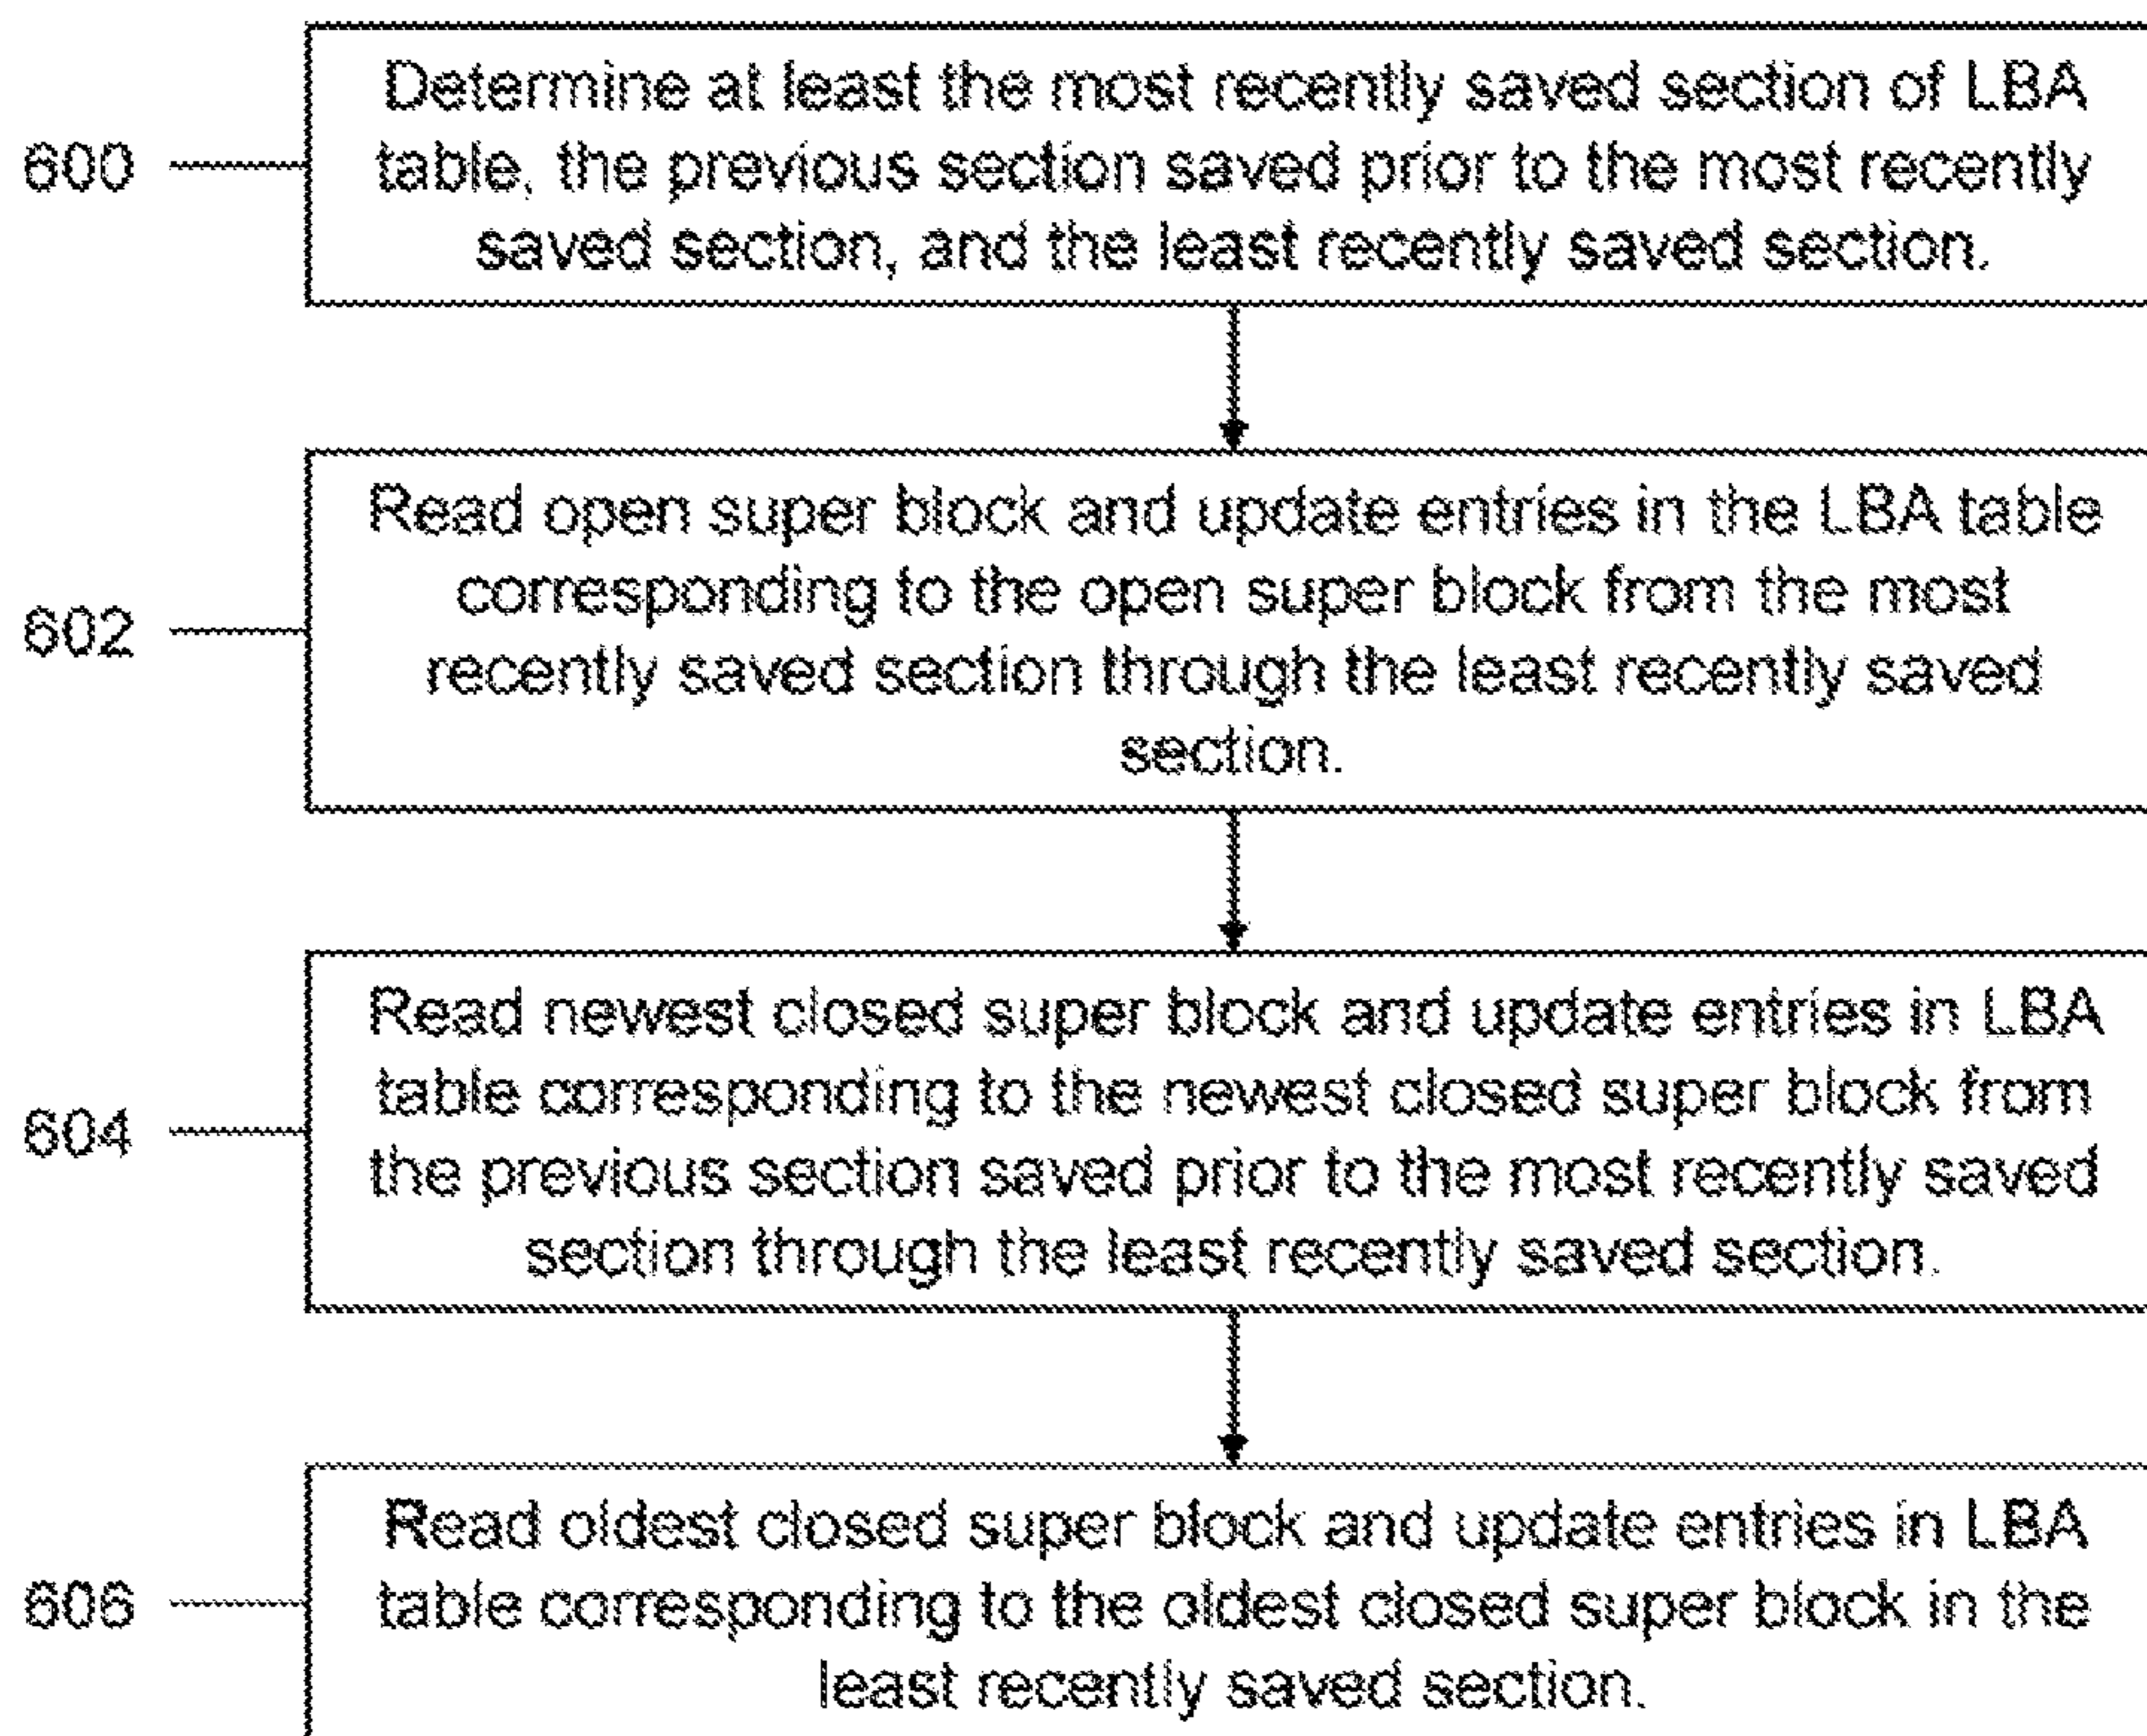 Determine at least the most recently saved section of LBA
600
table, the previous section saved prior to the most recently
saved section, and the least recently saved section.
Read open super block and update entries in the LBA table
corresponding to the open super block from the most
602
recently saved section through the least recently saved
section.
Read newest closed super block and update entries in LBA
table corresponding to the newest closed super block from
604
the previous section saved prior to the most recently saved
section through the least recently saved section.
Read oldest closed super block and update entries in LBA
606
table corresponding to the oldest closed super block in the
least recently saved section.